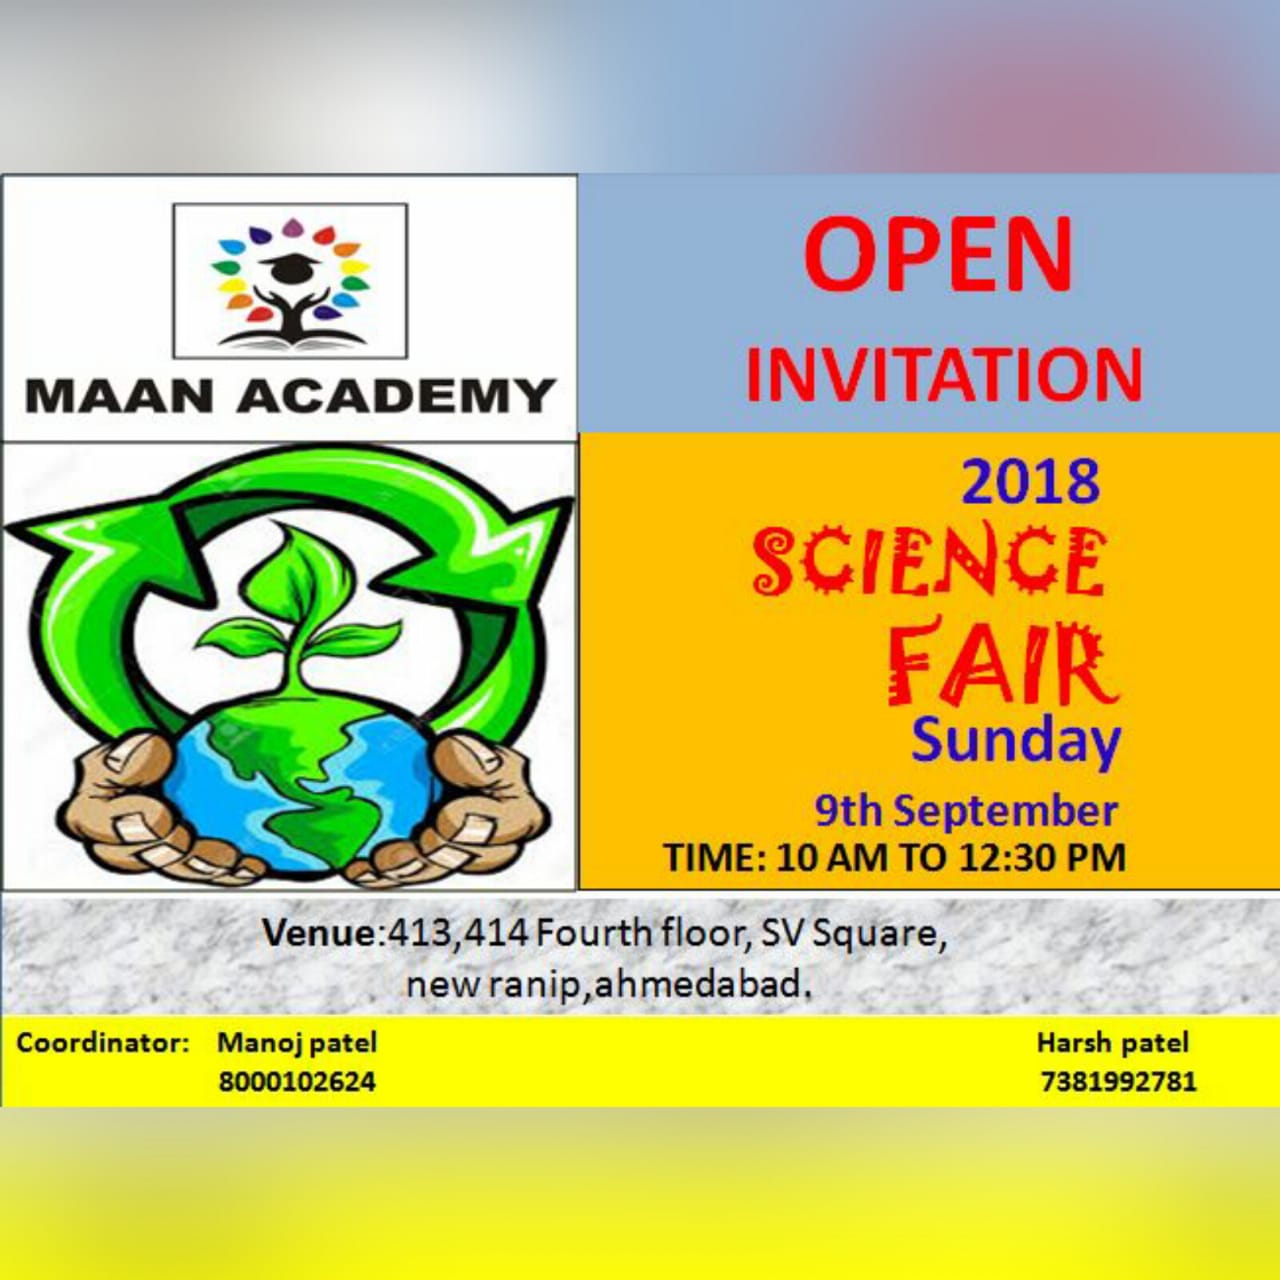 MAAN ACADEMY
OPEN
INVITATION
2018
SCIENCE
FAIR
Sunday
9th September
TIME: 10 AM TO 12:30 PM
Venue:413,414 Fourth floor, SV Square,
new ranip,ahmedabad.
Coordinator: Manoj patel
8000102624
Harsh patel
7381992781